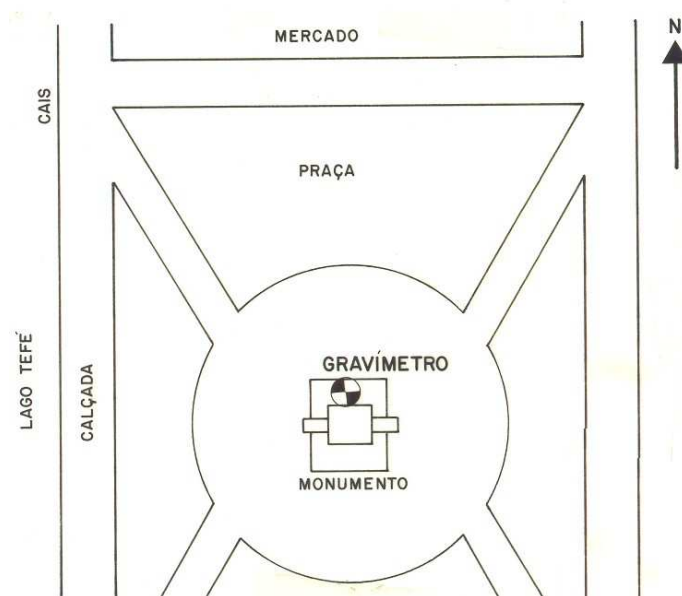 MERCADO
N
CAIS
PRAÇA
LAGO TEFÉ
CALÇADA
GRAVÍMETRO
MONUMENTO